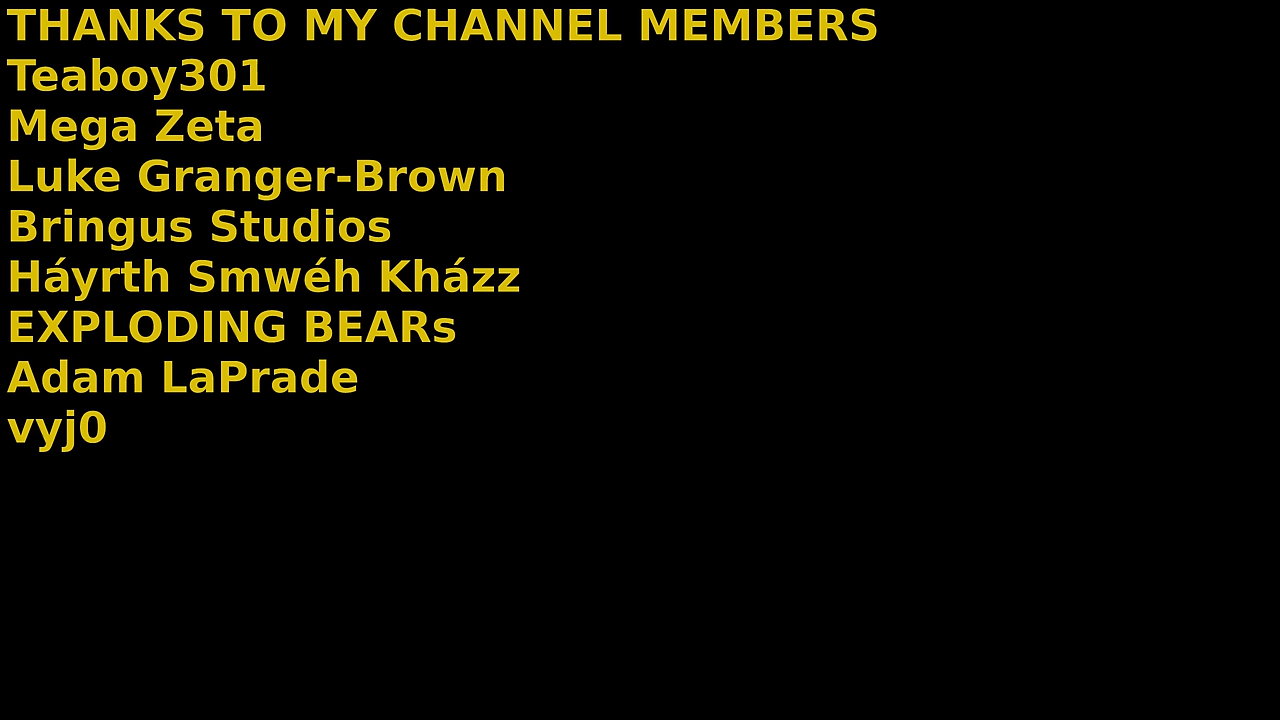 THANKS TO MY CHANNEL MEMBERS
Teaboy301
Mega Zeta
Luke Granger-Brown
Bringus Studios
Háyrth Smwéh Kházz
EXPLODING BEARs
Adam LaPrade
vyj0